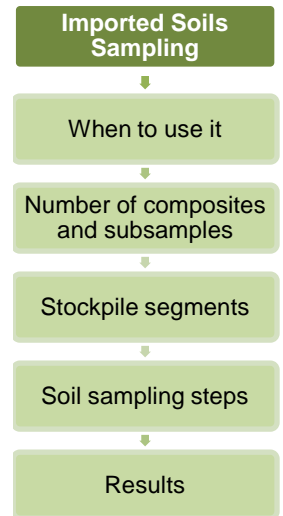 Imported Soils
Sampling
When to use it
Number of composites
and subsamples
Stockpile segments
Soil sampling steps
Results